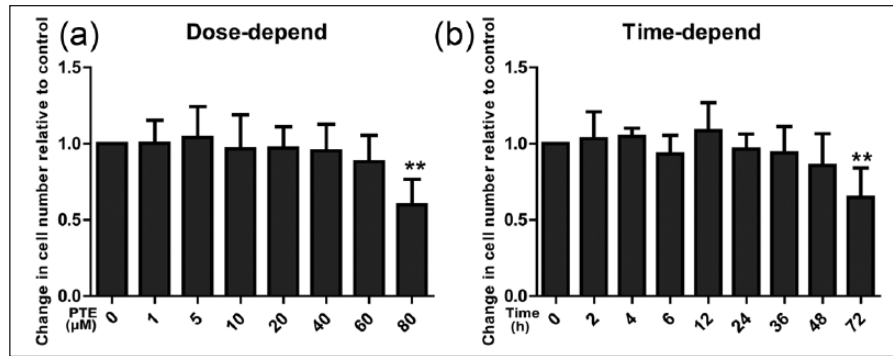 (a)
Dose-depend
Change in cell number relative to control
1.5
1.0
0.5
0.0
**
PTE
(μM)
0 1 5 10 20 40 60 80
(b)
Time-depend
Change in cell number relative to control
1.5
1.0
0.5
0.0
**
Time
(h)
0 2 4 6 12 24 36 48 72